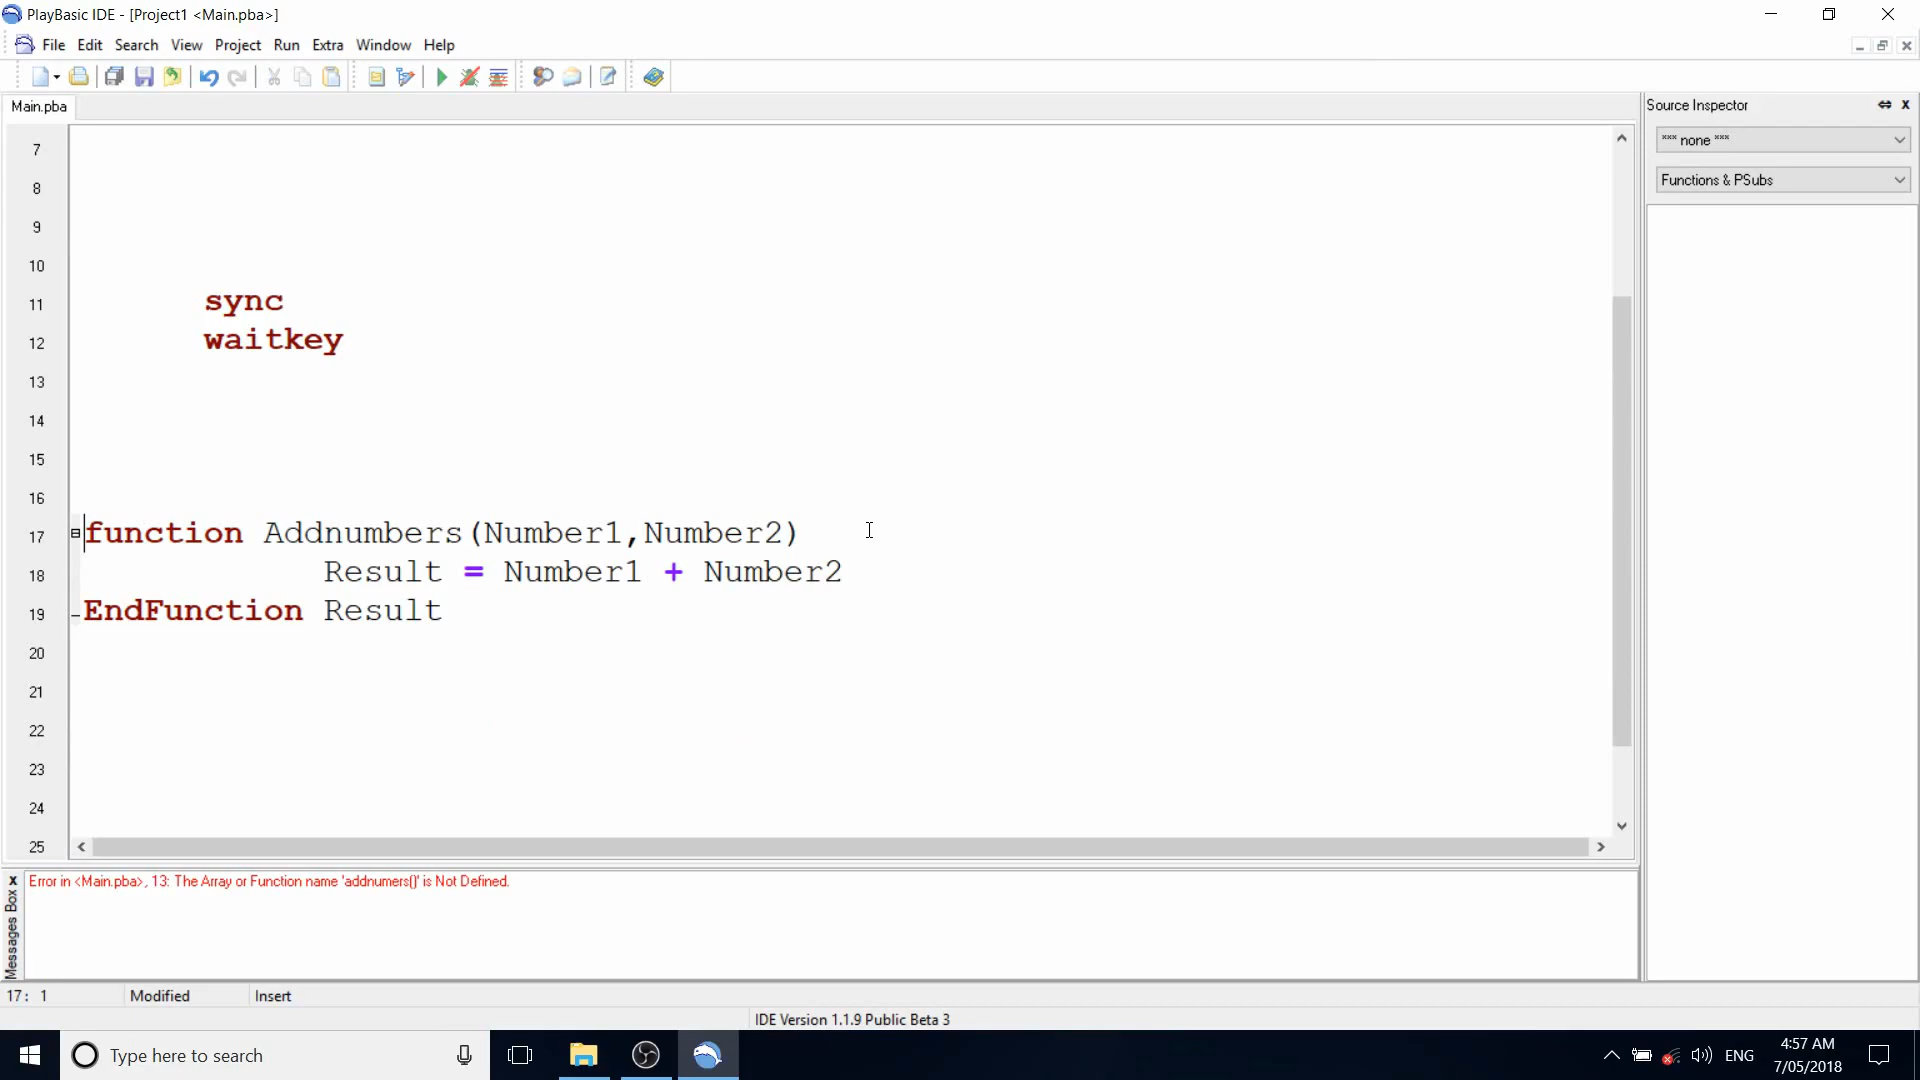 PlayBasic IDE - [Project1 <Main.pba>]
File Edit Search View Project Run Extra Window Help
Main.pba
Source Inspector
*** none ***
Functions & PSubs
7
8
9
10
11 sync
12 waitkey
13
14
15
16
17 function Addnumbers(Number1,Number2)
18 Result = Number1 + Number2
19 EndFunction Result
20
21
22
23
24
25
Messages Box
Error in <Main.pba>, 13: The Array or Function name 'addnumers()' is Not Defined.
17: 1 Modified Insert
IDE Version 1.1.9 Public Beta 3
Type here to search
ENG
4:57 AM
7/05/2018